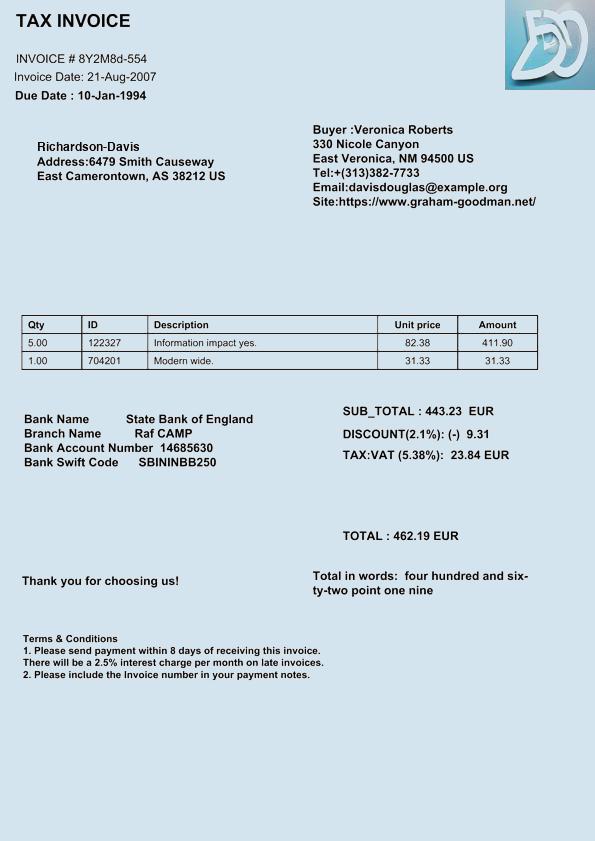 TAX INVOICE
INVOICE # 8Y2M8d-554
Invoice Date: 21-Aug-2007
Due Date : 10-Jan-1994
Richardson-Davis
Address:6479 Smith Causeway
East Camerontown, AS 38212 US
Buyer :Veronica Roberts
330 Nicole Canyon
East Veronica, NM 94500 US
Tel:+(313)382-7733
Email:davisdouglas@example.org
Site:https://www.graham-goodman.net/
Qty ID Description Unit price Amount
5.00 122327 Information impact yes. 82.38 411.90
1.00 704201 Modern wide. 31.33 31.33
Bank Name State Bank of England
Branch Name Raf CAMP
Bank Account Number 14685630
Bank Swift Code SBININBB250
SUB_TOTAL : 443.23 EUR
DISCOUNT(2.1%): (-) 9.31
TAX:VAT (5.38%): 23.84 EUR
TOTAL : 462.19 EUR
Thank you for choosing us!
Total in words: four hundred and six-
ty-two point one nine
Terms & Conditions
1. Please send payment within 8 days of receiving this invoice.
There will be a 2.5% interest charge per month on late invoices.
2. Please include the Invoice number in your payment notes.